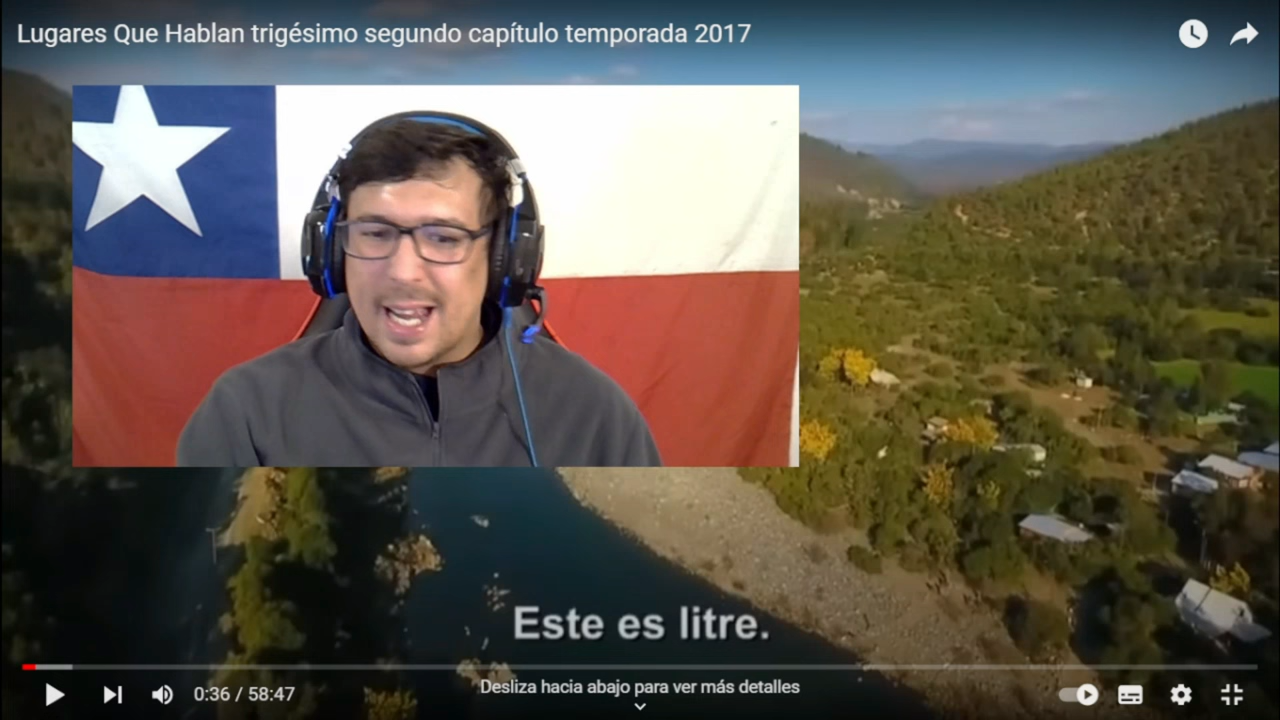 Lugares Que Hablan trigésimo segundo capítulo temporada 2017
Este es litre.
0:36 / 58:47
Desliza hacia abajo para ver más detalles